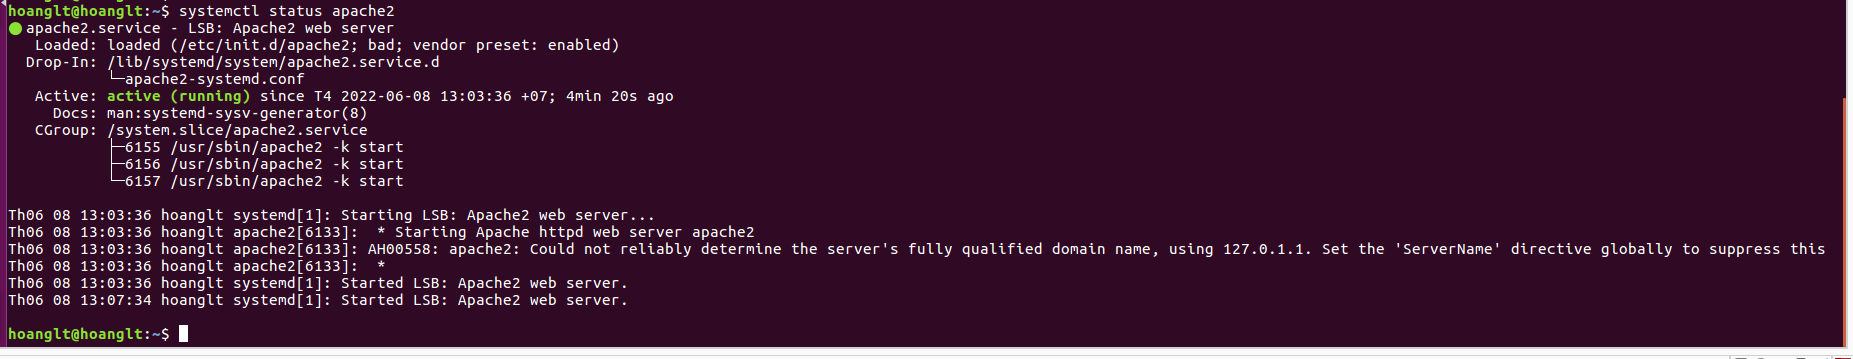 hoanglt@hoanglt:~$ systemctl status apache2
● apache2.service - LSB: Apache2 web server
   Loaded: loaded (/etc/init.d/apache2; bad; vendor preset: enabled)
  Drop-In: /lib/systemd/system/apache2.service.d
           └─apache2-systemd.conf
   Active: active (running) since T4 2022-06-08 13:03:36 +07; 4min 20s ago
     Docs: man:systemd-sysv-generator(8)
   CGroup: /system.slice/apache2.service
           ├─6155 /usr/sbin/apache2 -k start
           ├─6156 /usr/sbin/apache2 -k start
           └─6157 /usr/sbin/apache2 -k start
Th06 08 13:03:36 hoanglt systemd[1]: Starting LSB: Apache2 web server...
Th06 08 13:03:36 hoanglt apache2[6133]:  * Starting Apache httpd web server apache2
Th06 08 13:03:36 hoanglt apache2[6133]: AH00558: apache2: Could not reliably determine the server's fully qualified domain name, using 127.0.1.1. Set the 'ServerName' directive globally to suppress this
Th06 08 13:03:36 hoanglt apache2[6133]:  *
Th06 08 13:03:36 hoanglt systemd[1]: Started LSB: Apache2 web server.
Th06 08 13:07:34 hoanglt systemd[1]: Started LSB: Apache2 web server.
hoanglt@hoanglt:~$